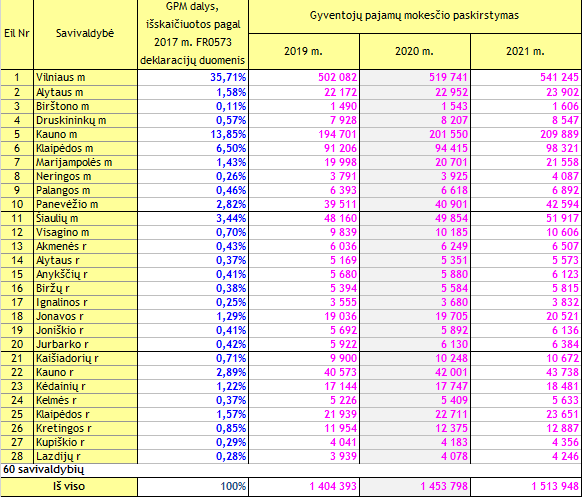 Eil Nr Savivaldybė GPM dalys, išskaičiuotos pagal 2017 m. FR0573 deklaracijų duomenis Gyventojų pajamų mokesčio paskirstymas
2019 m. 2020 m. 2021 m.
1 Vilniaus m 35,71% 502 082 519 741 541 245
2 Alytaus m 1,58% 22 172 22 952 23 902
3 Birštono m 0,11% 1 490 1 543 1 606
4 Druskininkų m 0,57% 7 928 8 207 8 547
5 Kauno m 13,85% 194 701 201 550 209 889
6 Klaipėdos m 6,50% 91 206 94 415 98 321
7 Marijampolės m 1,43% 19 998 20 701 21 558
8 Neringos m 0,26% 3 791 3 925 4 087
9 Palangos m 0,46% 6 393 6 618 6 892
10 Panevėžio m 2,82% 39 511 40 901 42 594
11 Šiaulių m 3,44% 48 160 49 854 51 917
12 Visagino m 0,70% 9 839 10 185 10 606
13 Akmenės r 0,43% 6 036 6 249 6 507
14 Alytaus r 0,37% 5 169 5 351 5 573
15 Anykščių r 0,41% 5 680 5 880 6 123
16 Biržų r 0,38% 5 394 5 584 5 815
17 Ignalinos r 0,25% 3 555 3 680 3 832
18 Jonavos r 1,29% 19 036 19 705 20 521
19 Joniškio r 0,41% 5 692 5 892 6 136
20 Jurbarko r 0,42% 5 922 6 130 6 384
21 Kaišiadorių r 0,71% 9 900 10 248 10 672
22 Kauno r 2,89% 40 573 42 001 43 738
23 Kėdainių r 1,22% 17 144 17 747 18 481
24 Kelmės r 0,37% 5 226 5 409 5 633
25 Klaipėdos r 1,57% 21 939 22 711 23 651
26 Kretingos r 0,85% 11 954 12 375 12 887
27 Kupiškio r 0,29% 4 041 4 183 4 356
28 Lazdijų r 0,28% 3 939 4 078 4 246
60 savivaldybių
Iš viso 100% 1 404 393 1 453 798 1 513 948